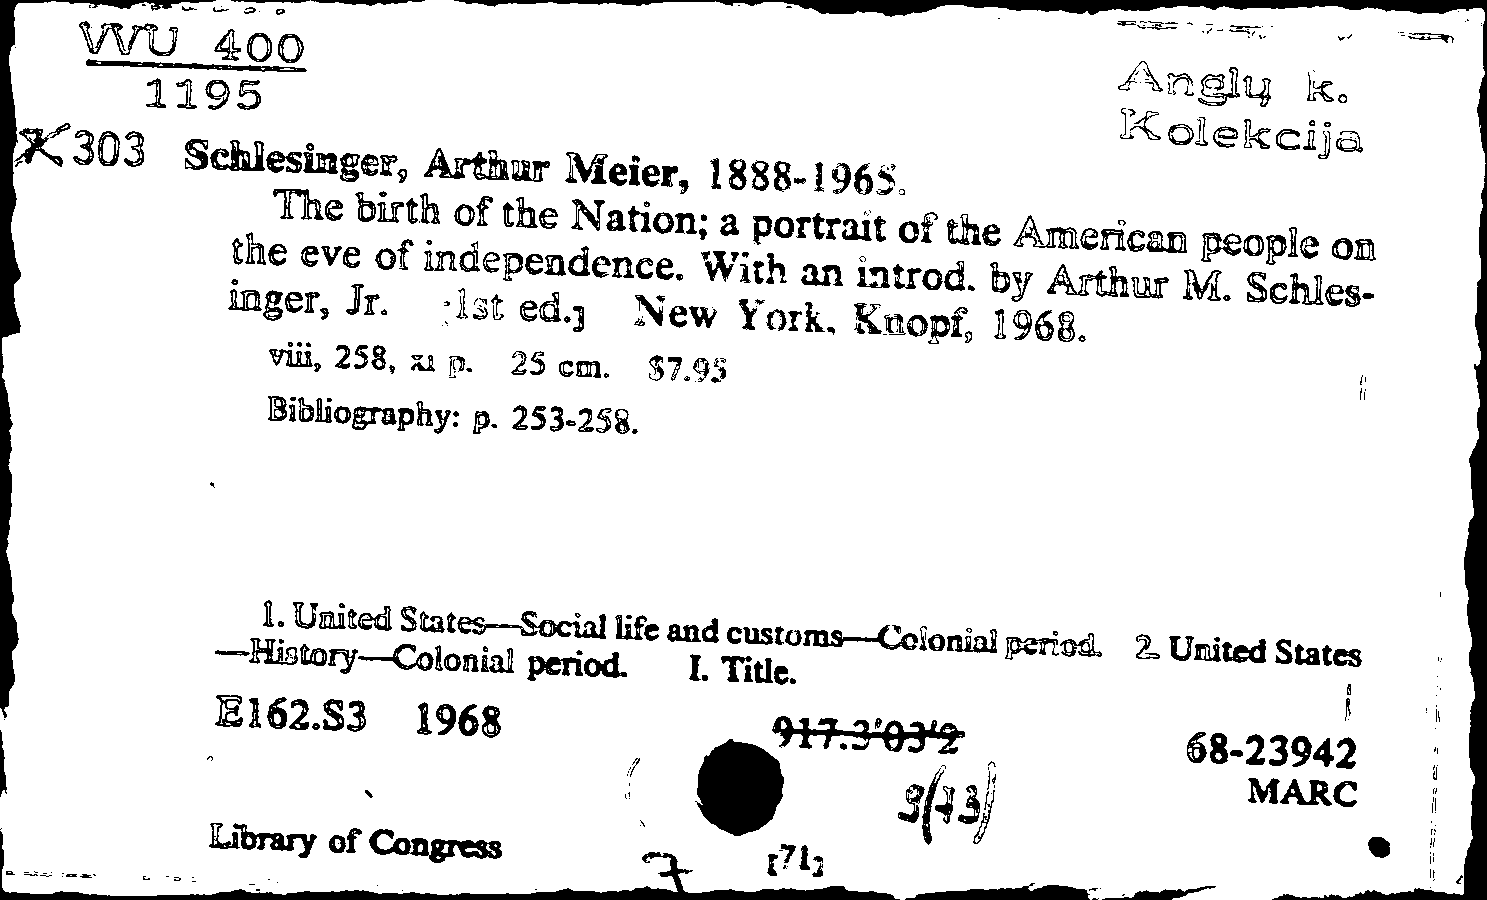 VVU 400
1195
Anglų k.
Kolekcija
K303 Schlesinger, Arthur Meier, 1888-1965.
The birth of the Nation; a portrait of the American people on
the eve of independence. With an introd. by Arthur M. Schles-
inger, Jr. [1st ed.] New York, Knopf, 1968.
viii, 258, xi p. 25 cm. $7.95
Bibliography: p. 253-258.
1. United States—Social life and customs—Colonial period. 2. United States
—History—Colonial period. I. Title.
E162.S3 1968
917.3'03'2
68-23942
9(73)
MARC
Library of Congress
7
[71]